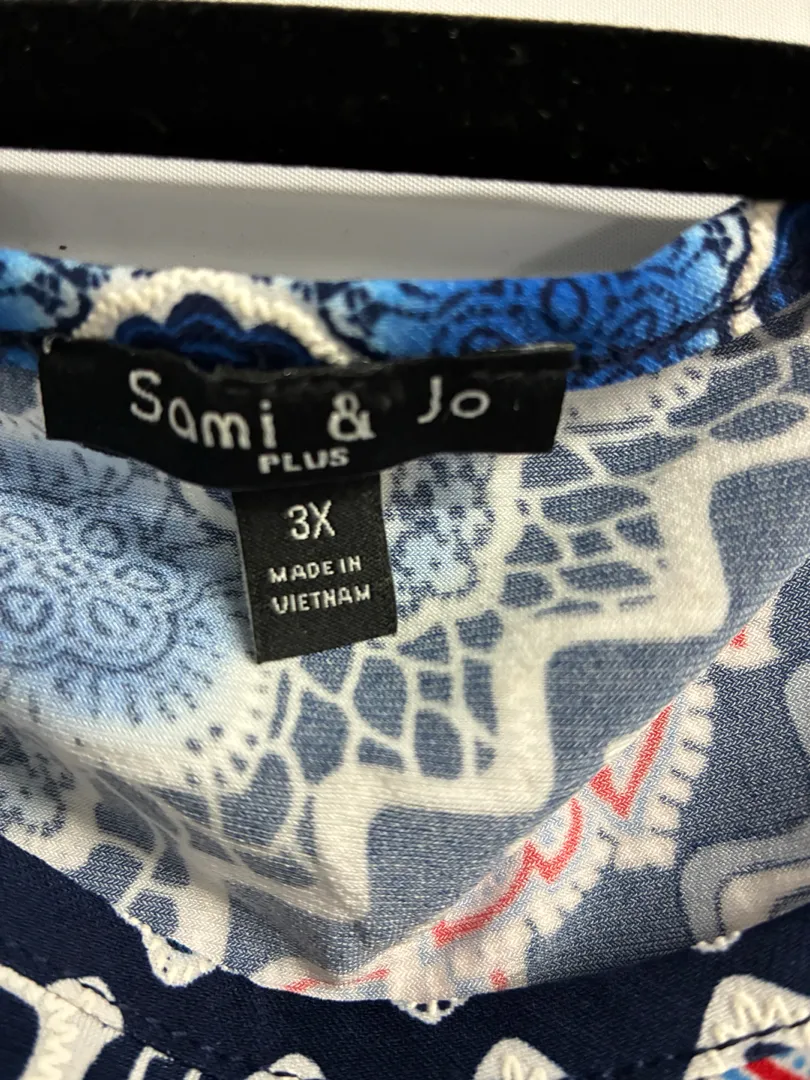 Sami & Jo
PLUS
3X
MADE IN
VIETNAM